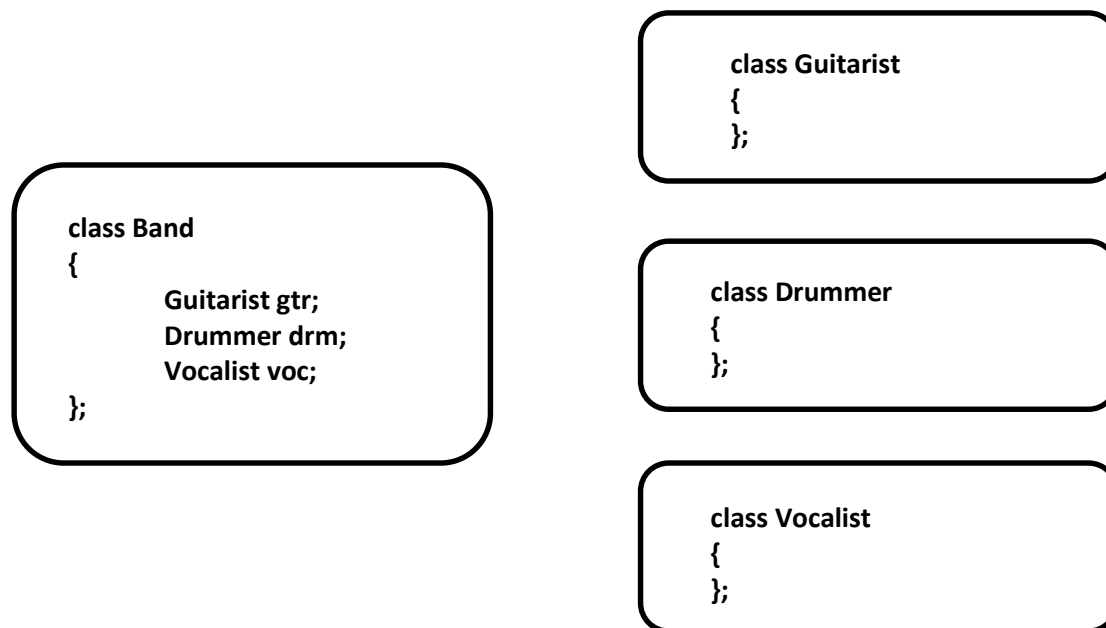 class Band
{
Guitarist gtr;
Drummer drm;
Vocalist voc;
};
class Guitarist
{
};
class Drummer
{
};
class Vocalist
{
};